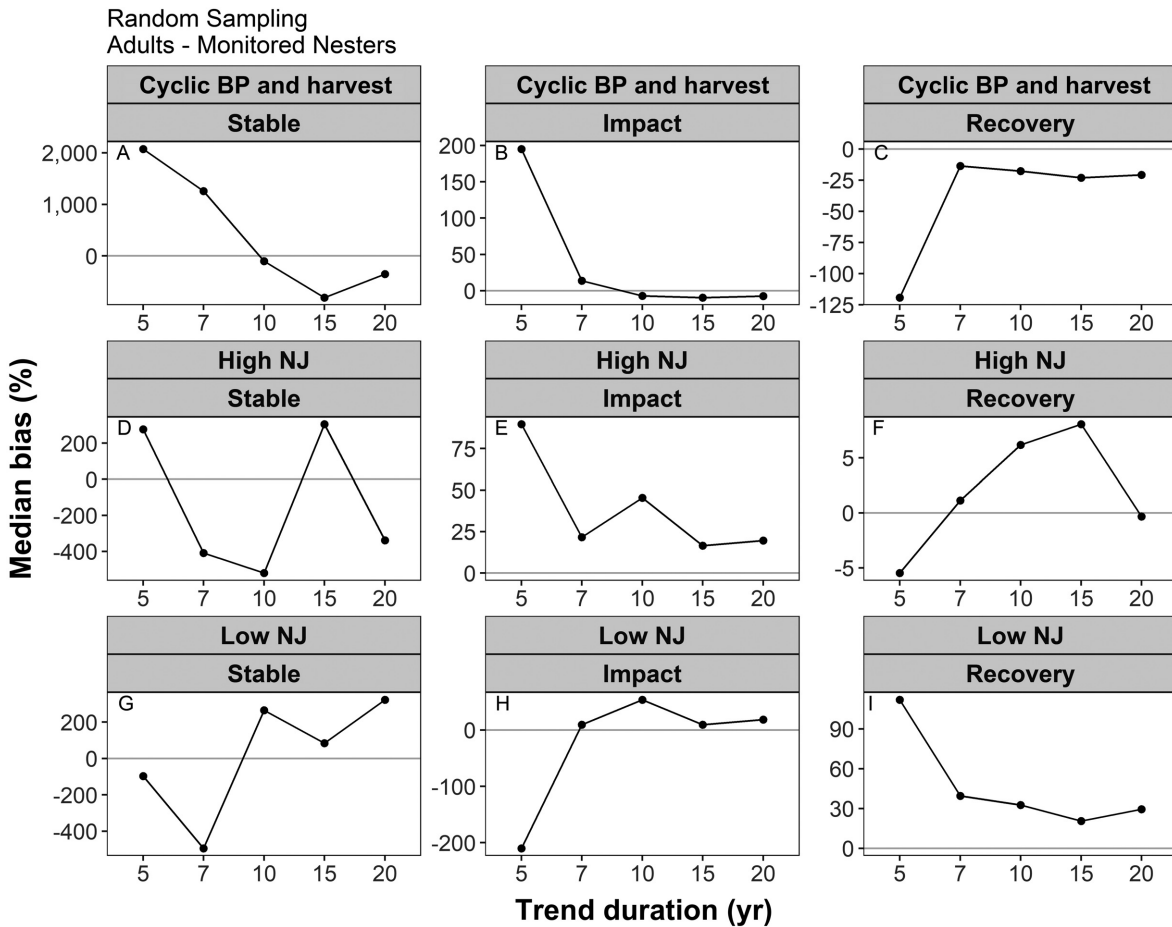 Random Sampling
Adults - Monitored Nesters
Cyclic BP and harvest
Stable
A
2,000
1,000
0
5 7 10 15 20
Cyclic BP and harvest
Impact
B
200
150
100
50
0
5 7 10 15 20
Cyclic BP and harvest
Recovery
C
0
-25
-50
-75
-100
-125
5 7 10 15 20
High NJ
Stable
D
200
0
-200
-400
5 7 10 15 20
High NJ
Impact
E
75
50
25
0
5 7 10 15 20
High NJ
Recovery
F
5
0
-5
5 7 10 15 20
Low NJ
Stable
G
200
0
-200
-400
5 7 10 15 20
Low NJ
Impact
H
0
-100
-200
5 7 10 15 20
Low NJ
Recovery
I
90
60
30
0
5 7 10 15 20
Median bias (%)
Trend duration (yr)